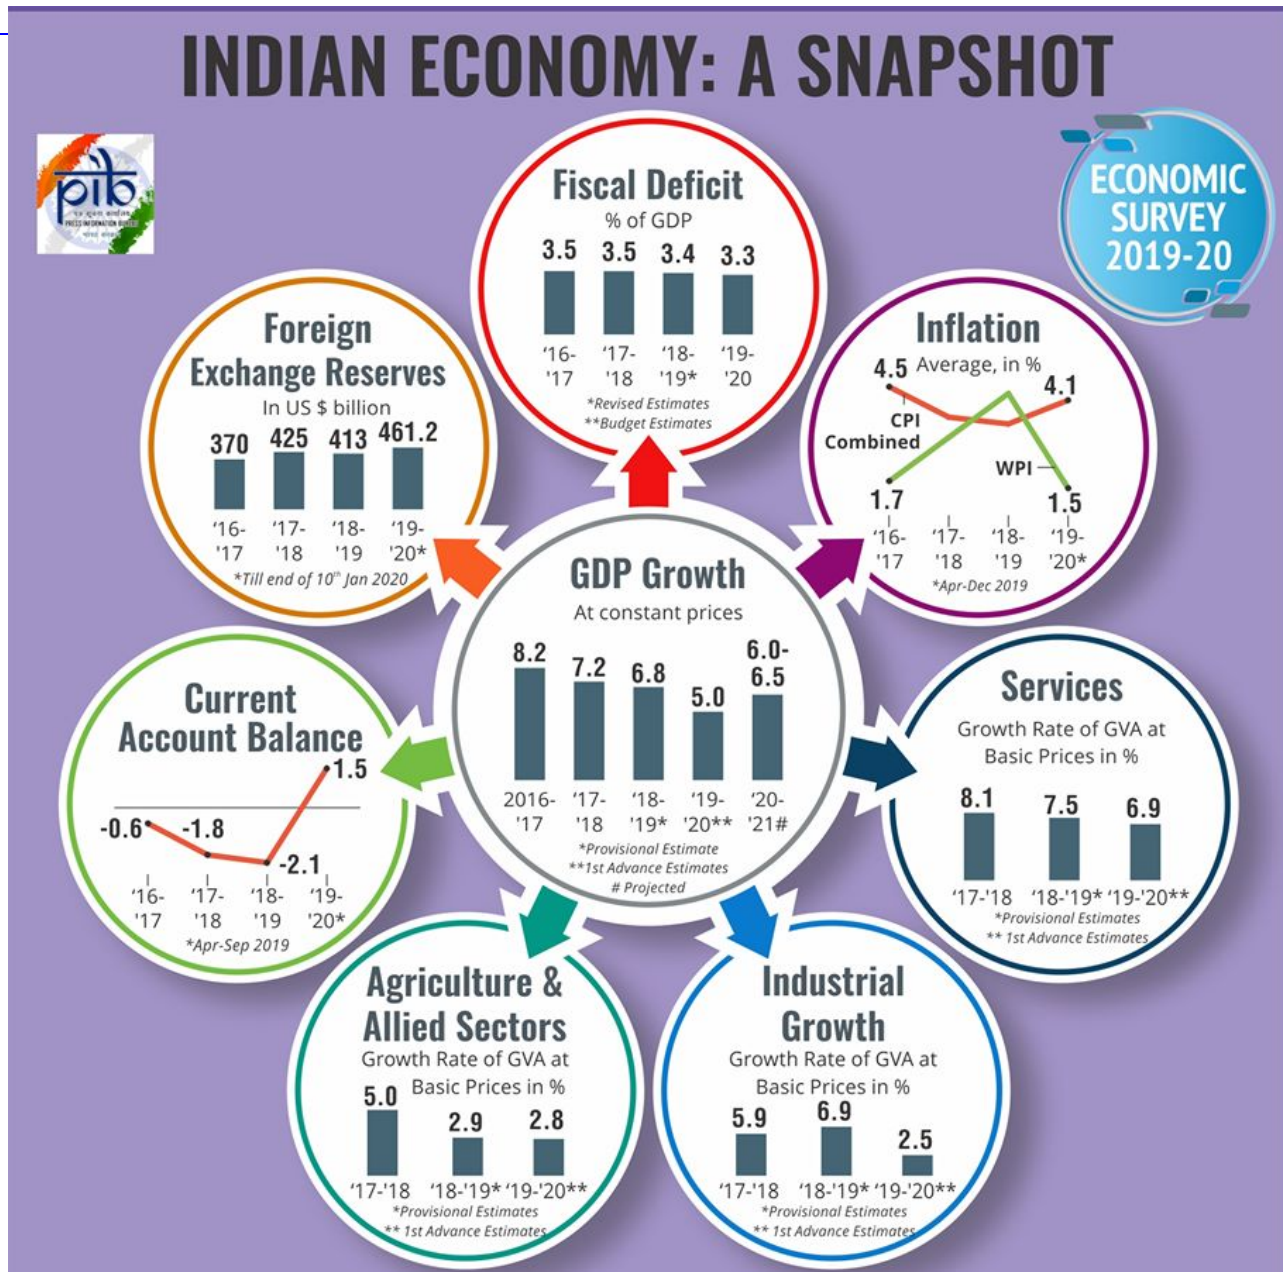 INDIAN ECONOMY: A SNAPSHOT
pib
PRESS INFORMATION BUREAU
भारत सरकार
ECONOMIC
SURVEY
2019-20
Fiscal Deficit
% of GDP
3.5 3.5 3.4 3.3
‘16- ‘17- ‘18- ‘19-
'17 '18 '19* '20
*Revised Estimates
**Budget Estimates
Foreign
Exchange Reserves
In US $ billion
370 425 413 461.2
‘16- ‘17- ‘18- ‘19-
'17 '18 '19 '20*
*Till end of 10th Jan 2020
Inflation
Average, in %
4.5 4.1
CPI
Combined
WPI
1.7 1.5
‘16- ‘17- ‘18- ‘19-
'17 '18 '19 '20*
*Apr-Dec 2019
GDP Growth
At constant prices
8.2 7.2 6.8 5.0 6.0-
6.5
2016- ‘17- ‘18- ‘19- ‘20-
'17 '18 '19* '20** '21#
*Provisional Estimate
**1st Advance Estimates
# Projected
Current
Account Balance
1.5
-0.6 -1.8
-2.1
‘16- ‘17- ‘18- ‘19-
'17 '18 '19 '20*
*Apr-Sep 2019
Services
Growth Rate of GVA at
Basic Prices in %
8.1 7.5 6.9
‘17-'18 ‘18-'19* ‘19-'20**
*Provisional Estimates
** 1st Advance Estimates
Agriculture &
Allied Sectors
Growth Rate of GVA at
Basic Prices in %
5.0 2.9 2.8
‘17-'18 ‘18-'19* ‘19-'20**
*Provisional Estimates
** 1st Advance Estimates
Industrial
Growth
Growth Rate of GVA at
Basic Prices in %
5.9 6.9 2.5
‘17-'18 ‘18-'19* ‘19-'20**
*Provisional Estimates
** 1st Advance Estimates